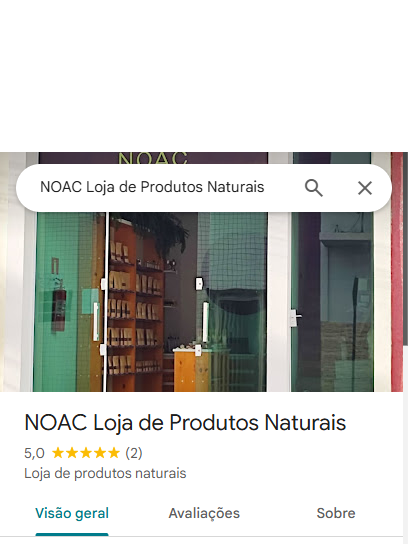 NOAC
NOAC Loja de Produtos Naturais
NOAC Loja de Produtos Naturais
5,0 ★★★★★ (2)
Loja de produtos naturais
Visão geral Avaliações Sobre